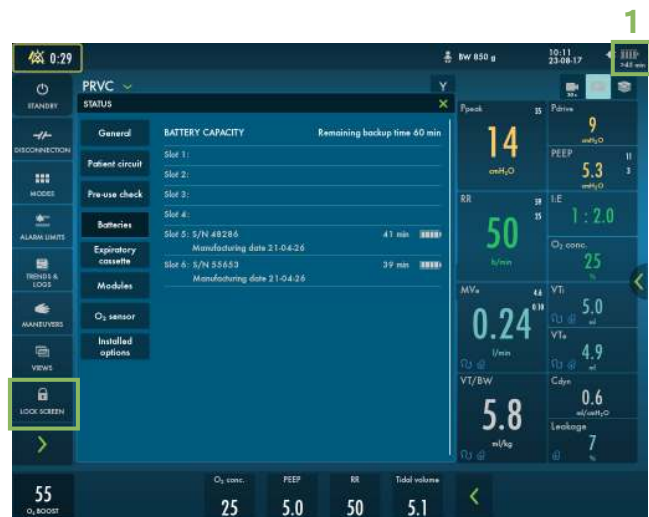 1
0:29
BW 850 g
10:11
23-08-17
>45 min
STANDBY
DISCONNECTION
MODES
ALARM LIMITS
TRENDS &
LOGS
MANEUVERS
VIEWS
LOCK SCREEN
PRVC
Y
STATUS
General
Patient circuit
Pre-use check
Batteries
Expiratory
cassette
Modules
O₂ sensor
Installed
options
BATTERY CAPACITY Remaining backup time 60 min
Slot 1:
Slot 2:
Slot 3:
Slot 4:
Slot 5: S/N 48286 41 min
Manufacturing date 21-04-26
Slot 6: S/N 55653 39 min
Manufacturing date 21-04-26
30s
Ppeak 35
14
cmH₂O
Pdrive
9
cmH₂O
PEEP 11
5.3 3
cmH₂O
RR
25
50
b/min
I:E
1 : 2.0
O₂ conc.
25
%
MVe
0.24
l/min
VTi
5.0
ml
VTe
4.9
ml
VT/BW
5.8
ml/kg
Cdyn
0.6
ml/cmH₂O
Leakage
7
%
55
O₂ BOOST
O₂ conc. PEEP RR Tidal volume
25 5.0 50 5.1